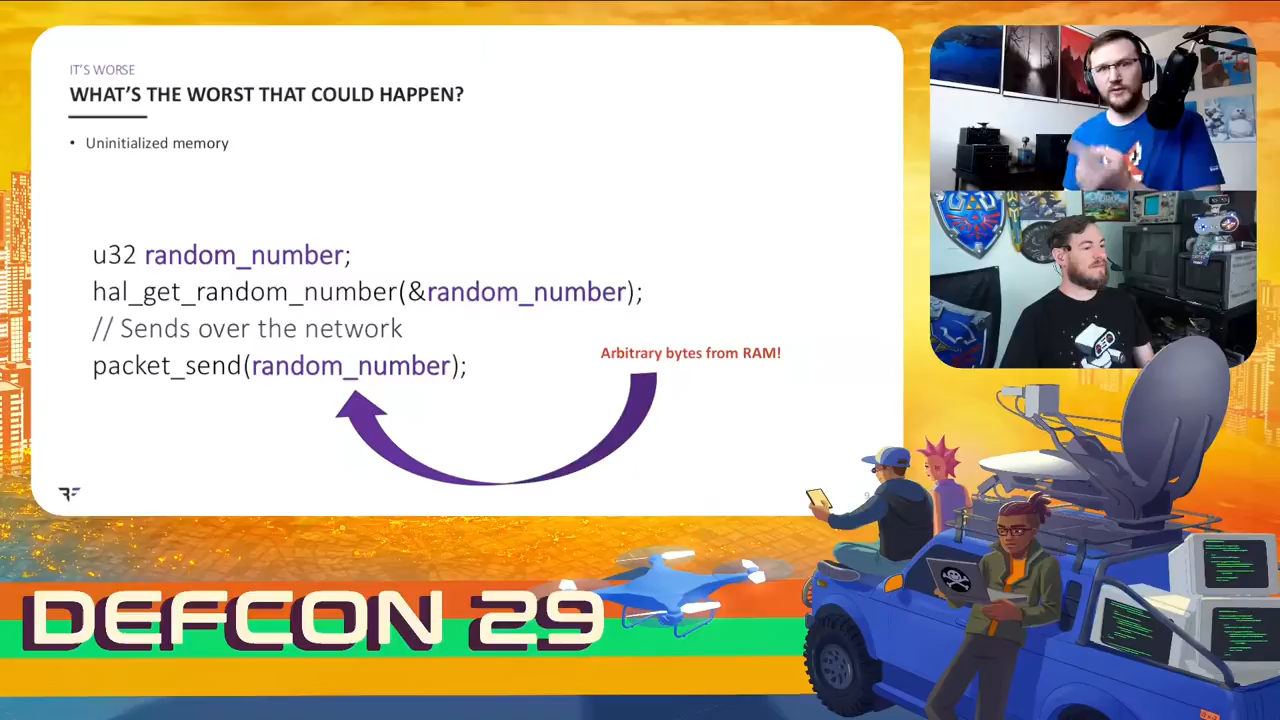 IT'S WORSE
WHAT'S THE WORST THAT COULD HAPPEN?
• Uninitialized memory
u32 random_number;
hal_get_random_number(&random_number);
// Sends over the network
packet_send(random_number);
Arbitrary bytes from RAM!
9
DEFCON 29